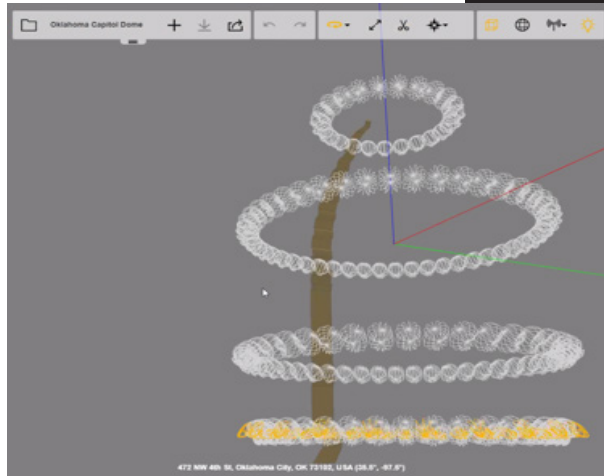 Oklahoma Capitol Dome
472 NW 4th St, Oklahoma City, OK 73102, USA (35.5°, -97.5°)